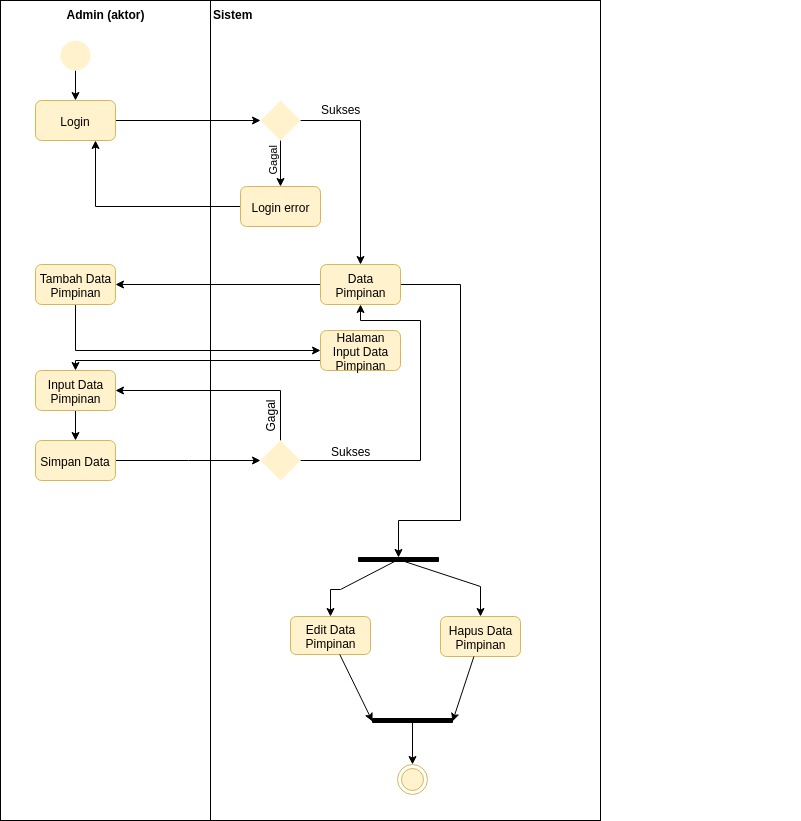 Admin (aktor)
Sistem
Login
Sukses
Gagal
Login error
Tambah Data
Pimpinan
Data
Pimpinan
Halaman
Input Data
Pimpinan
Input Data
Pimpinan
Gagal
Simpan Data
Sukses
Edit Data
Pimpinan
Hapus Data
Pimpinan